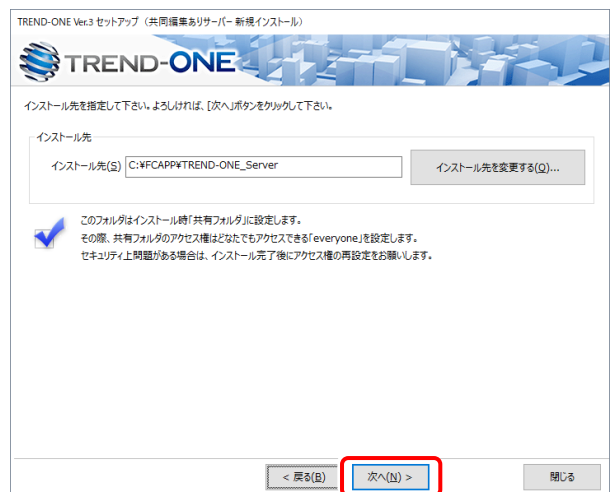 TREND-ONE Ver.3 セットアップ（共同編集ありサーバー 新規インストール）
TREND-ONE
インストール先を指定して下さい。よろしければ、[次へ]ボタンをクリックして下さい。
インストール先
インストール先(S) C:¥FCAPP¥TREND-ONE_Server インストール先を変更する(O)...
このフォルダはインストール時「共有フォルダ」に設定します。
その際、共有フォルダのアクセス権はどなたでもアクセスできる「everyone」を設定します。
セキュリティ上問題がある場合は、インストール完了後にアクセス権の再設定をお願いします。
< 戻る(B) 次へ(N) > 閉じる